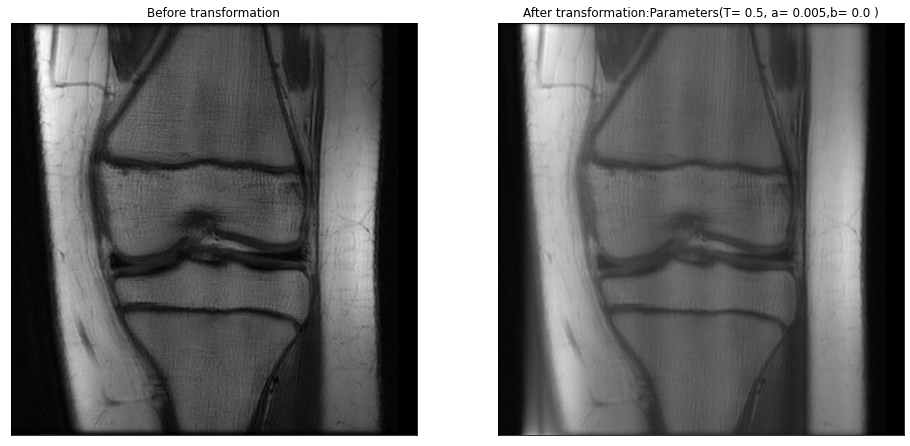 Before transformation
After transformation:Parameters(T= 0.5, a= 0.005,b= 0.0 )